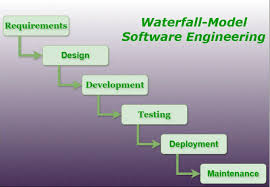 Waterfall-Model
Software Engineering
Requirements
Design
Development
Testing
Deployment
Maintenance